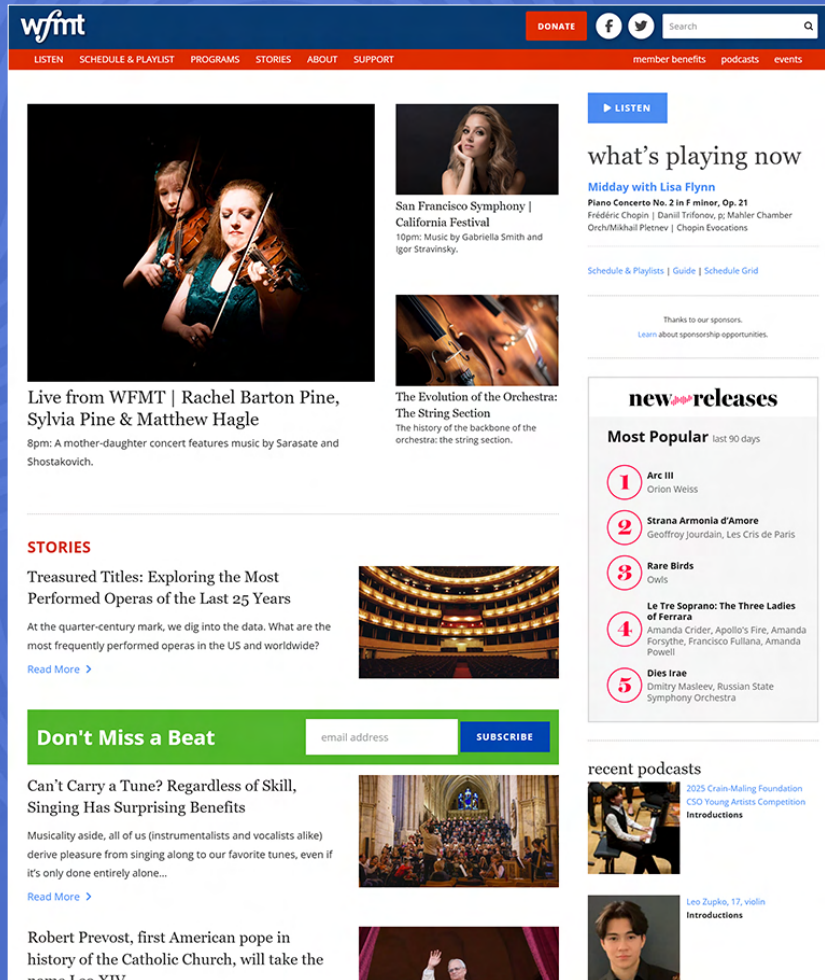 wfmt
DONATE
Search
LISTEN
SCHEDULE & PLAYLIST
PROGRAMS
STORIES
ABOUT
SUPPORT
member benefits
podcasts
events
Live from WFMT | Rachel Barton Pine,
Sylvia Pine & Matthew Hagle
8pm: A mother-daughter concert features music by Sarasate and
Shostakovich.
San Francisco Symphony |
California Festival
10pm: Music by Gabriella Smith and
Igor Stravinsky.
The Evolution of the Orchestra:
The String Section
The history of the backbone of the
orchestra: the string section.
STORIES
Treasured Titles: Exploring the Most
Performed Operas of the Last 25 Years
At the quarter-century mark, we dig into the data. What are the
most frequently performed operas in the US and worldwide?
Read More
Don't Miss a Beat
email address
SUBSCRIBE
Can't Carry a Tune? Regardless of Skill,
Singing Has Surprising Benefits
Musicality aside, all of us (instrumentalists and vocalists alike)
derive pleasure from singing along to our favorite tunes, even if
it's only done entirely alone...
Read More
Robert Prevost, first American pope in
history of the Catholic Church, will take the
name Leo XIV
LISTEN
what's playing now
Midday with Lisa Flynn
Piano Concerto No. 2 in F minor, Op. 21
Frédéric Chopin | Daniil Trifonov, p; Mahler Chamber
Orch/Mikhail Pletnev | Chopin Evocations
Schedule & Playlists | Guide | Schedule Grid
Thanks to our sponsors.
Learn about sponsorship opportunities.
new releases
Most Popular last 90 days
1
Arc III
Orion Weiss
2
Strana Armonia d'Amore
Geoffroy Jourdain, Les Cris de Paris
3
Rare Birds
Owls
4
Le Tre Soprano: The Three Ladies
of Ferrara
Amanda Crider, Apollo's Fire, Amanda
Forsythe, Francisco Fullana, Amanda
Powell
5
Dies Irae
Dmitry Masleev, Russian State
Symphony Orchestra
recent podcasts
2025 Crain-Maling Foundation
CSO Young Artists Competition
Introductions
Leo Zupko, 17, violin
Introductions